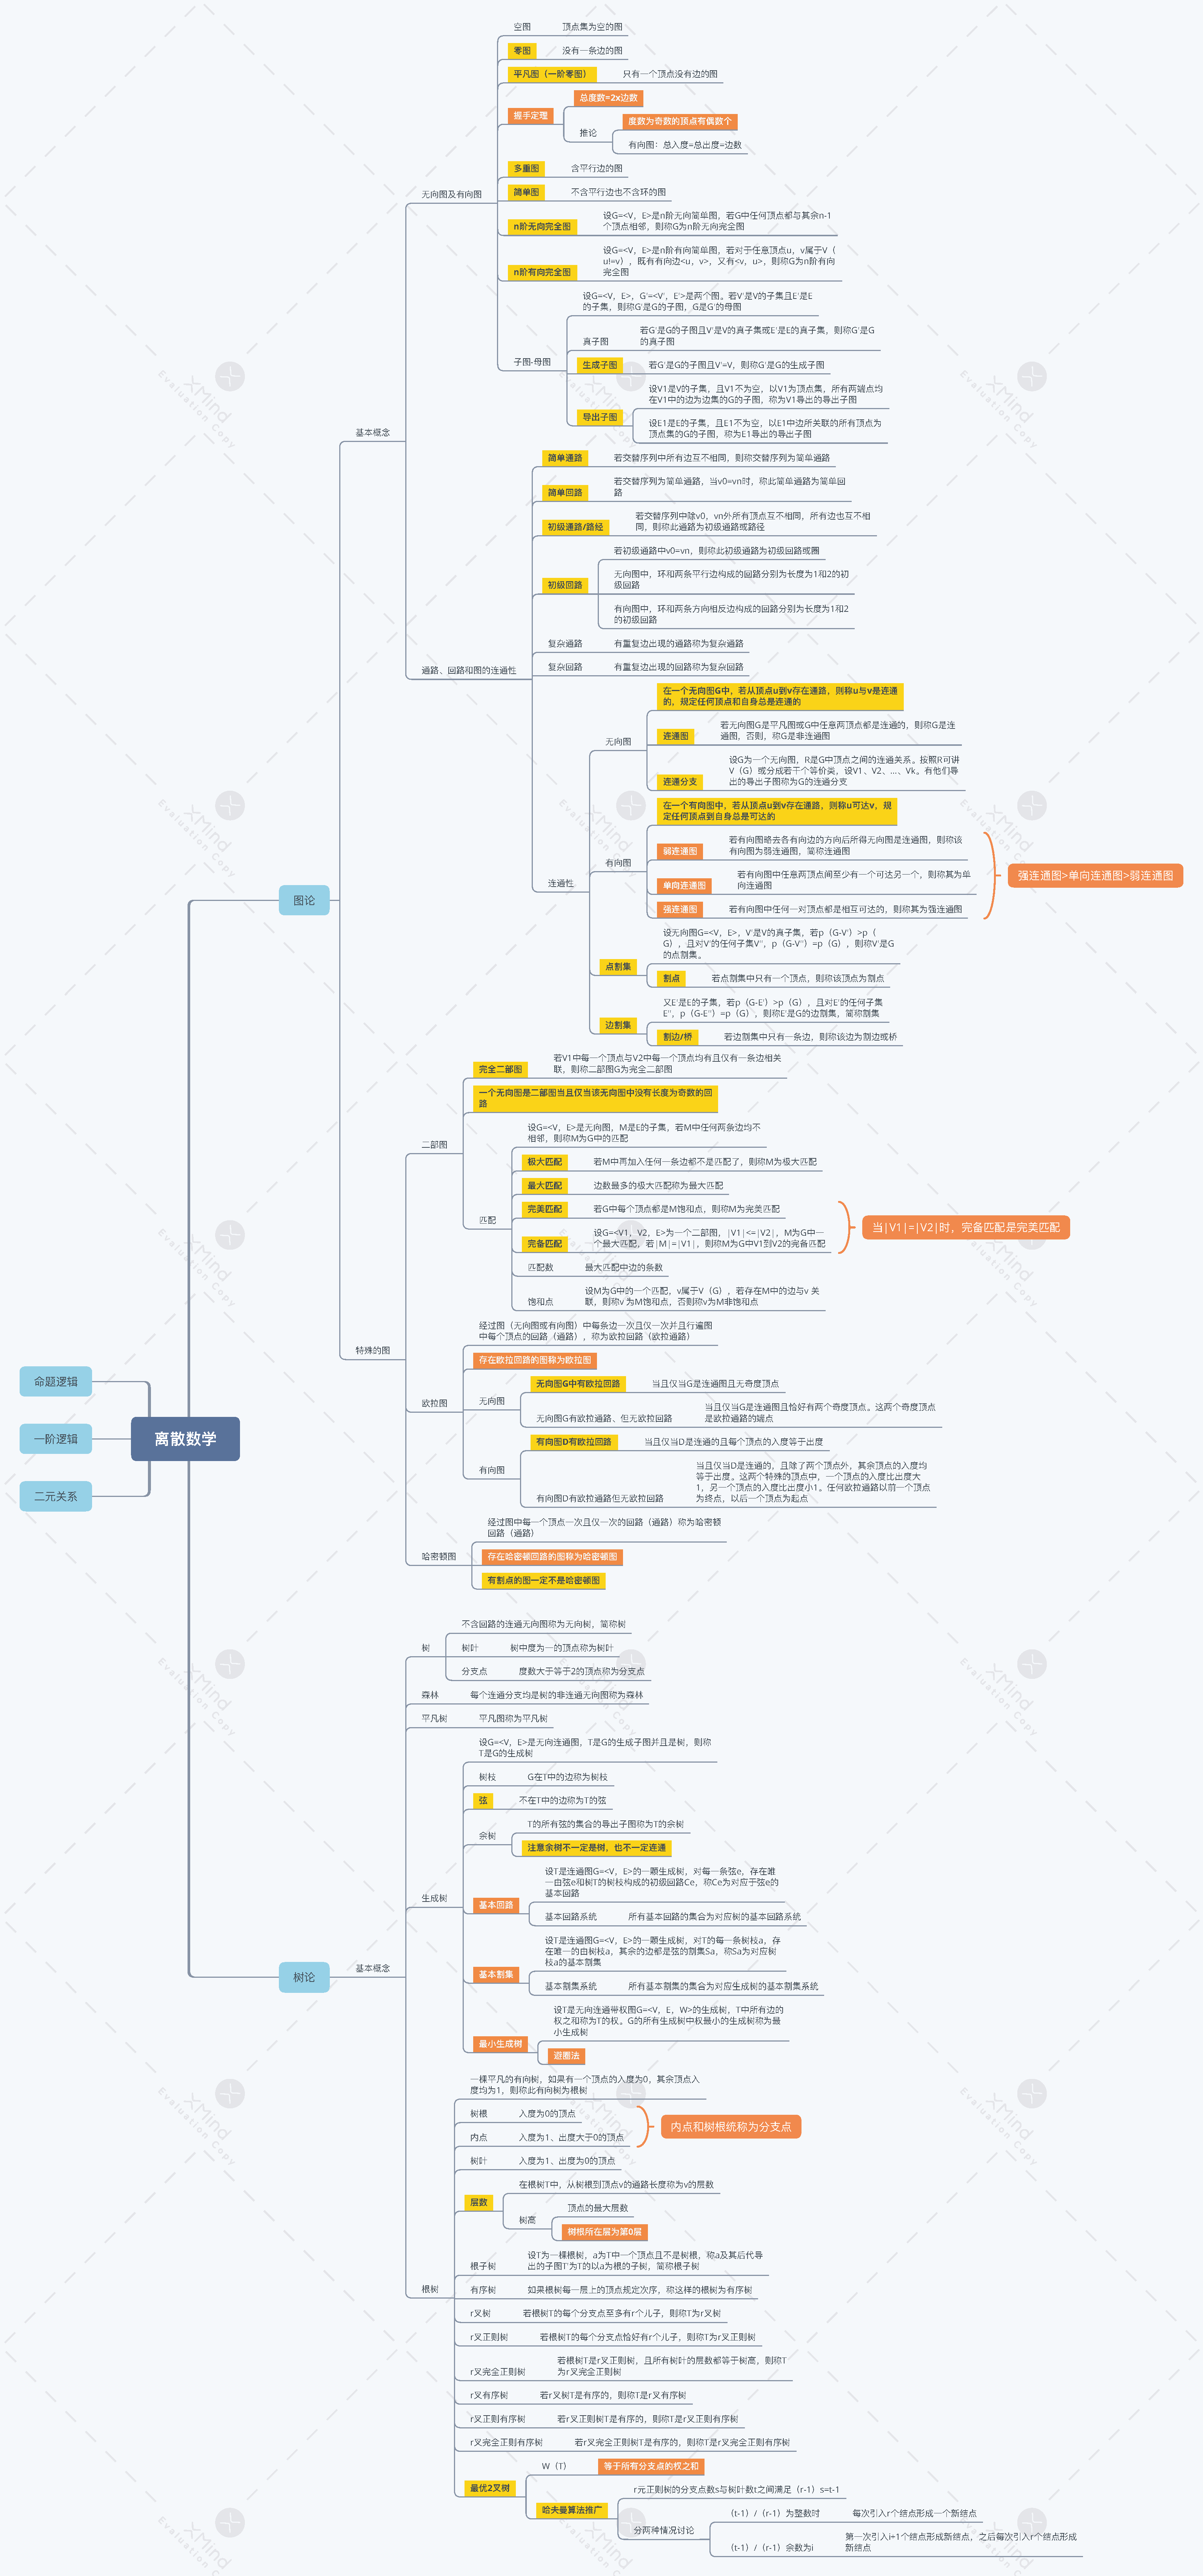 空图
顶点集为空的图
零图
没有一条边的图
平凡图（一阶零图）
只有一个顶点没有边的图
握手定理
总度数=2x边数
推论
度数为奇数的顶点有偶数个
有向图：总入度=总出度=边数
多重图
含平行边的图
简单图
不含平行边也不含环的图
无向图及有向图
n阶无向完全图
设G=<V，E>是n阶无向简单图，若G中任何顶点都与其余n-1
个顶点相邻，则称G为n阶无向完全图
n阶有向完全图
设G=<V，E>是n阶有向简单图，若对于任意顶点u，v属于V（
u!=v），既有有向边<u，v>，又有<v，u>，则称G为n阶有向
完全图
子图-母图
设G=<V，E>，G'=<V'，E'>是两个图。若V'是V的子集且E'是E
的子集，则称G'是G的子图，G是G'的母图
真子图
若G'是G的子图且V'是V的真子集或E'是E的真子集，则称G'是G
的真子图
生成子图
若G'是G的子图且V'=V，则称G'是G的生成子图
导出子图
设V1是V的子集，且V1不为空，以V1为顶点集，所有两端点均
在V1中的边为边集的G的子图，称为V1导出的导出子图
设E1是E的子集，且E1不为空，以E1中边所关联的所有顶点为
顶点集的G的子图，称为E1导出的导出子图
基本概念
简单通路
若交替序列中所有边互不相同，则称交替序列为简单通路
简单回路
若交替序列为简单通路，当v0=vn时，称此简单通路为简单回
路
初级通路/路经
若交替序列中除v0，vn外所有顶点互不相同，所有边也互不相
同，则称此通路为初级通路或路径
初级回路
若初级通路中v0=vn，则称此初级通路为初级回路或圈
无向图中，环和两条平行边构成的回路分别为长度为1和2的初
级回路
有向图中，环和两条方向相反边构成的回路分别为长度为1和2
的初级回路
复杂通路
有重复边出现的通路称为复杂通路
复杂回路
有重复边出现的回路称为复杂回路
通路、回路和图的连通性
连通性
无向图
在一个无向图G中，若从顶点u到v存在通路，则称u与v是连通
的，规定任何顶点和自身总是连通的
连通图
若无向图G是平凡图或G中任意两顶点都是连通的，则称G是连
通图，否则，称G是非连通图
连通分支
设G为一个无向图，R是G中顶点之间的连通关系。按照R可讲
V（G）或分成若干个等价类，设V1、V2、...、Vk。有他们导
出的导出子图称为G的连通分支
有向图
在一个有向图中，若从顶点u到v存在通路，则称u可达v，规
定任何顶点到自身总是可达的
弱连通图
若有向图略去各有向边的方向后所得无向图是连通图，则称该
有向图为弱连通图，简称连通图
单向连通图
若有向图中任意两顶点间至少有一个可达另一个，则称其为单
向连通图
强连通图
若有向图中任何一对顶点都是相互可达的，则称其为强连通图
强连通图>单向连通图>弱连通图
点割集
设无向图G=<V，E>，V'是V的真子集，若p（G-V'）>p（
G），且对V'的任何子集V''，p（G-V''）=p（G），则称V'是G
的点割集。
割点
若点割集中只有一个顶点，则称该顶点为割点
边割集
又E'是E的子集，若p（G-E'）>p（G），且对E'的任何子集
E''，p（G-E''）=p（G），则称E'是G的边割集，简称割集
割边/桥
若边割集中只有一条边，则称该边为割边或桥
图论
特殊的图
二部图
完全二部图
若V1中每一个顶点与V2中每一个顶点均有且仅有一条边相关
联，则称二部图G为完全二部图
一个无向图是二部图当且仅当该无向图中没有长度为奇数的回
路
匹配
设G=<V，E>是无向图，M是E的子集，若M中任何两条边均不
相邻，则称M为G中的匹配
极大匹配
若M中再加入任何一条边都不是匹配了，则称M为极大匹配
最大匹配
边数最多的极大匹配称为最大匹配
完美匹配
若G中每个顶点都是M饱和点，则称M为完美匹配
完备匹配
设G=<V1，V2，E>为一个二部图，|V1|<=|V2|，M为G中一
个最大匹配，若|M|=|V1|，则称M为G中V1到V2的完备匹配
当|V1|=|V2|时，完备匹配是完美匹配
匹配数
最大匹配中边的条数
饱和点
设M为G中的一个匹配，v属于V（G），若存在M中的边与v 关
联，则称v 为M饱和点，否则称v为M非饱和点
欧拉图
经过图（无向图或有向图）中每条边一次且仅一次并且行遍图
中每个顶点的回路（通路），称为欧拉回路（欧拉通路）
存在欧拉回路的图称为欧拉图
无向图
无向图G中有欧拉回路
当且仅当G是连通图且无奇度顶点
无向图G有欧拉通路、但无欧拉回路
当且仅当G是连通图且恰好有两个奇度顶点。这两个奇度顶点
是欧拉通路的端点
有向图
有向图D有欧拉回路
当且仅当D是连通的且每个顶点的入度等于出度
有向图D有欧拉通路但无欧拉回路
当且仅当D是连通的，且除了两个顶点外，其余顶点的入度均
等于出度。这两个特殊的顶点中，一个顶点的入度比出度大
1，另一个顶点的入度比出度小1。任何欧拉通路以前一个顶点
为终点，以后一个顶点为起点
哈密顿图
经过图中每一个顶点一次且仅一次的回路（通路）称为哈密顿
回路（通路）
存在哈密顿回路的图称为哈密顿图
有割点的图一定不是哈密顿图
命题逻辑
一阶逻辑
二元关系
离散数学
树论
基本概念
树
不含回路的连通无向图称为无向树，简称树
树叶
树中度为一的顶点称为树叶
分支点
度数大于等于2的顶点称为分支点
森林
每个连通分支均是树的非连通无向图称为森林
平凡树
平凡图称为平凡树
生成树
设G=<V，E>是无向连通图，T是G的生成子图并且是树，则称
T是G的生成树
树枝
G在T中的边称为树枝
弦
不在T中的边称为T的弦
余树
T的所有弦的集合的导出子图称为T的余树
注意余树不一定是树，也不一定连通
基本回路
设T是连通图G=<V，E>的一颗生成树，对每一条弦e，存在唯
一由弦e和树T的树枝构成的初级回路Ce，称Ce为对应于弦e的
基本回路
基本回路系统
所有基本回路的集合为对应树的基本回路系统
基本割集
设T是连通图G=<V，E>的一颗生成树，对T的每一条树枝a，存
在唯一的由树枝a，其余的边都是弦的割集Sa，称Sa为对应树
枝a的基本割集
基本割集系统
所有基本割集的集合为对应生成树的基本割集系统
最小生成树
设T是无向连通带权图G=<V，E，W>的生成树，T中所有边的
权之和称为T的权。G的所有生成树中权最小的生成树称为最
小生成树
避圈法
根树
一棵平凡的有向树，如果有一个顶点的入度为0，其余顶点入
度均为1，则称此有向树为根树
树根
入度为0的顶点
内点
入度为1、出度大于0的顶点
内点和树根统称为分支点
树叶
入度为1、出度为0的顶点
层数
在根树T中，从树根到顶点v的通路长度称为v的层数
树高
顶点的最大层数
树根所在层为第0层
根子树
设T为一棵根树，a为T中一个顶点且不是树根，称a及其后代导
出的子图T'为T的以a为根的子树，简称根子树
有序树
如果根树每一层上的顶点规定次序，称这样的根树为有序树
r叉树
若根树T的每个分支点至多有r个儿子，则称T为r叉树
r叉正则树
若根树T的每个分支点恰好有r个儿子，则称T为r叉正则树
r叉完全正则树
若根树T是r叉正则树，且所有树叶的层数都等于树高，则称T
为r叉完全正则树
r叉有序树
若r叉树T是有序的，则称T是r叉有序树
r叉正则有序树
若r叉正则树T是有序的，则称T是r叉正则有序树
r叉完全正则有序树
若r叉完全正则树T是有序的，则称T是r叉完全正则有序树
最优2叉树
W（T）
等于所有分支点的权之和
哈夫曼算法推广
r元正则树的分支点数s与树叶数t之间满足（r-1）s=t-1
分两种情况讨论
（t-1）/（r-1）为整数时
每次引入r个结点形成一个新结点
（t-1）/（r-1）余数为i
第一次引入i+1个结点形成新结点，之后每次引入r个结点形成
新结点
XMind
Evaluation Copy